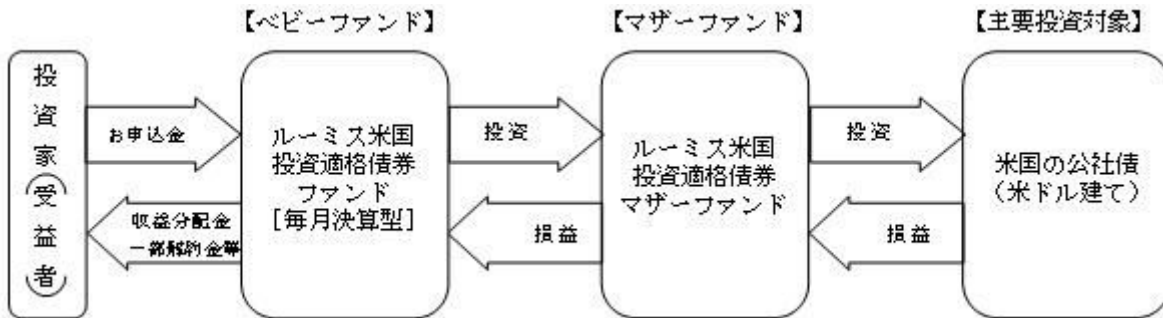 【ベビーファンド】
【マザーファンド】
【主要投資対象】
投資家(受益者)
お申込金
収益分配金
一部解約金等
ルーミス米国
投資適格債券
ファンド
[毎月決算型]
投資
損益
ルーミス米国
投資適格債券
マザーファンド
投資
損益
米国の公社債
(米ドル建て)